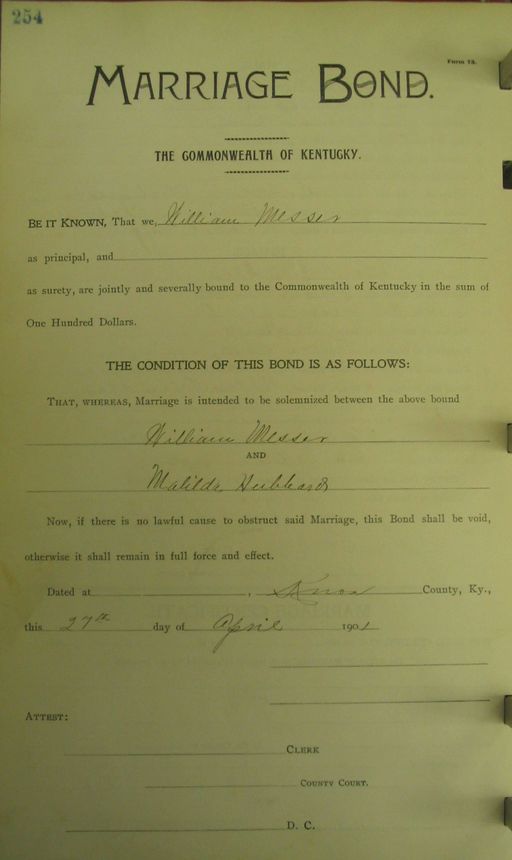 254
Form 13.
MARRIAGE BOND.
THE COMMONWEALTH OF KENTUCKY.
BE IT KNOWN, That we, William Messer
as principal, and
as surety, are jointly and severally bound to the Commonwealth of Kentucky in the sum of
One Hundred Dollars.
THE CONDITION OF THIS BOND IS AS FOLLOWS:
THAT, WHEREAS, Marriage is intended to be solemnized between the above bound
William Messer
AND
Matilda Hubbard
Now, if there is no lawful cause to obstruct said Marriage, this Bond shall be void,
otherwise it shall remain in full force and effect.
Dated at , Knox County, Ky.,
this 27th day of April 1901
ATTEST:
CLERK
COUNTY COURT.
D. C.